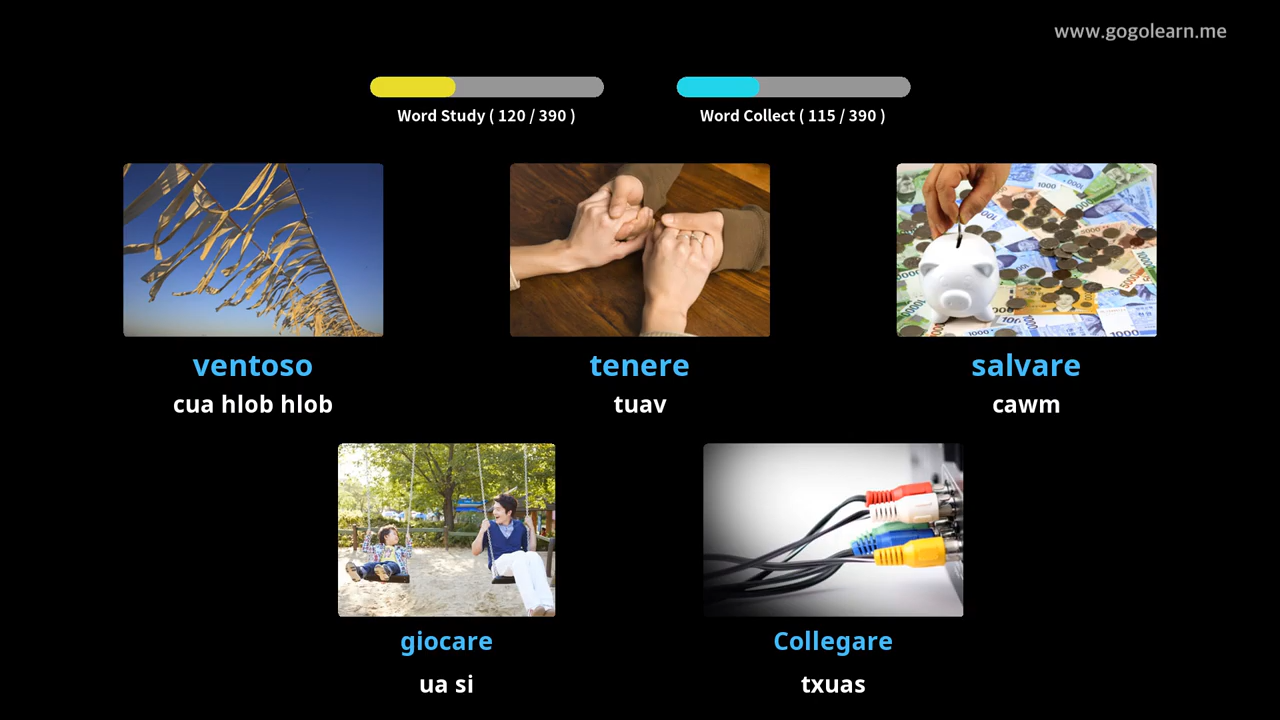 www.gogolearn.me
Word Study ( 120 / 390 )
Word Collect ( 115 / 390 )
ventoso
cua hlob hlob
tenere
tuav
salvare
cawm
giocare
ua si
Collegare
txuas